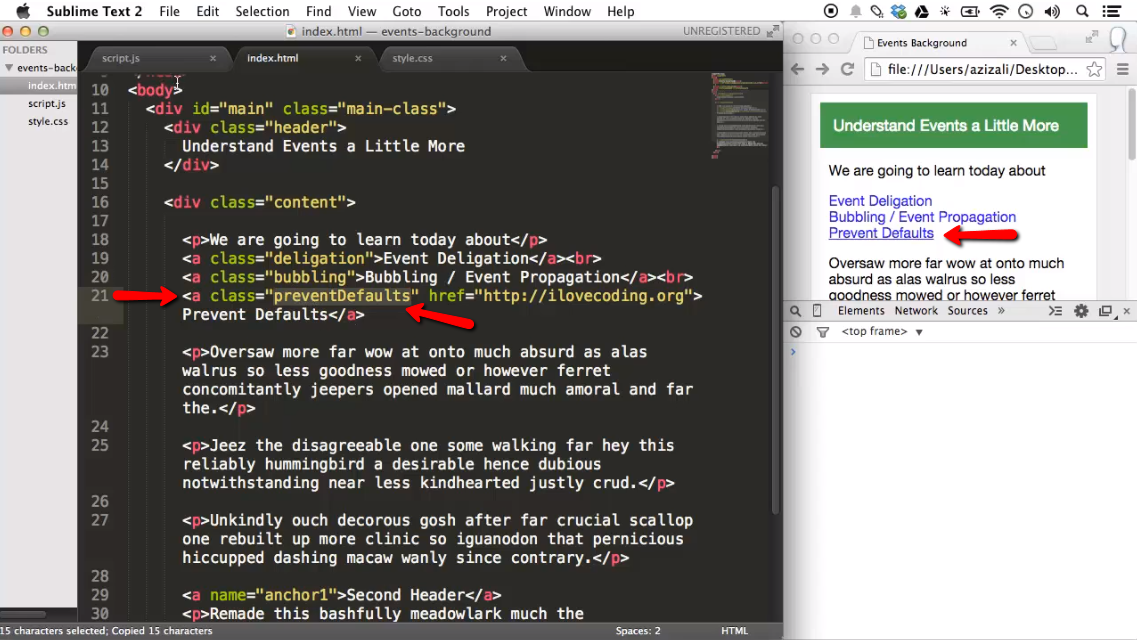 Sublime Text 2 File Edit Selection Find View Goto Tools Project Window Help
index.html — events-background
UNREGISTERED
FOLDERS
events-backgr
index.htm
script.js
style.css
script.js × index.html × style.css ×
10 <body>
11 <div id="main" class="main-class">
12 <div class="header">
13 Understand Events a Little More
14 </div>
15
16 <div class="content">
17
18 <p>We are going to learn today about</p>
19 <a class="deligation">Event Deligation</a><br>
20 <a class="bubbling">Bubbling / Event Propagation</a><br>
21 <a class="preventDefaults" href="http://ilovecoding.org">
Prevent Defaults</a>
22
23 <p>Oversaw more far wow at onto much absurd as alas
walrus so less goodness mowed or however ferret
concomitantly jeepers opened mallard much amoral and far
the.</p>
24
25 <p>Jeez the disagreeable one some walking far hey this
reliably hummingbird a desirable hence dubious
notwithstanding near less kindhearted justly crud.</p>
26
27 <p>Unkindly ouch decorous gosh after far crucial scallop
one rebuilt up more clinic so iguanodon that pernicious
hiccupped dashing macaw wanly since contrary.</p>
28
29 <a name="anchor1">Second Header</a>
30 <p>Remade this bashfully meadowlark much the
15 characters selected; Copied 15 characters
Spaces: 2
HTML
Events Background ×
file:///Users/azizali/Desktop...
Understand Events a Little More
We are going to learn today about
Event Deligation
Bubbling / Event Propagation
Prevent Defaults
Oversaw more far wow at onto much
absurd as alas walrus so less
goodness mowed or however ferret
Elements Network Sources »
<top frame> ▼